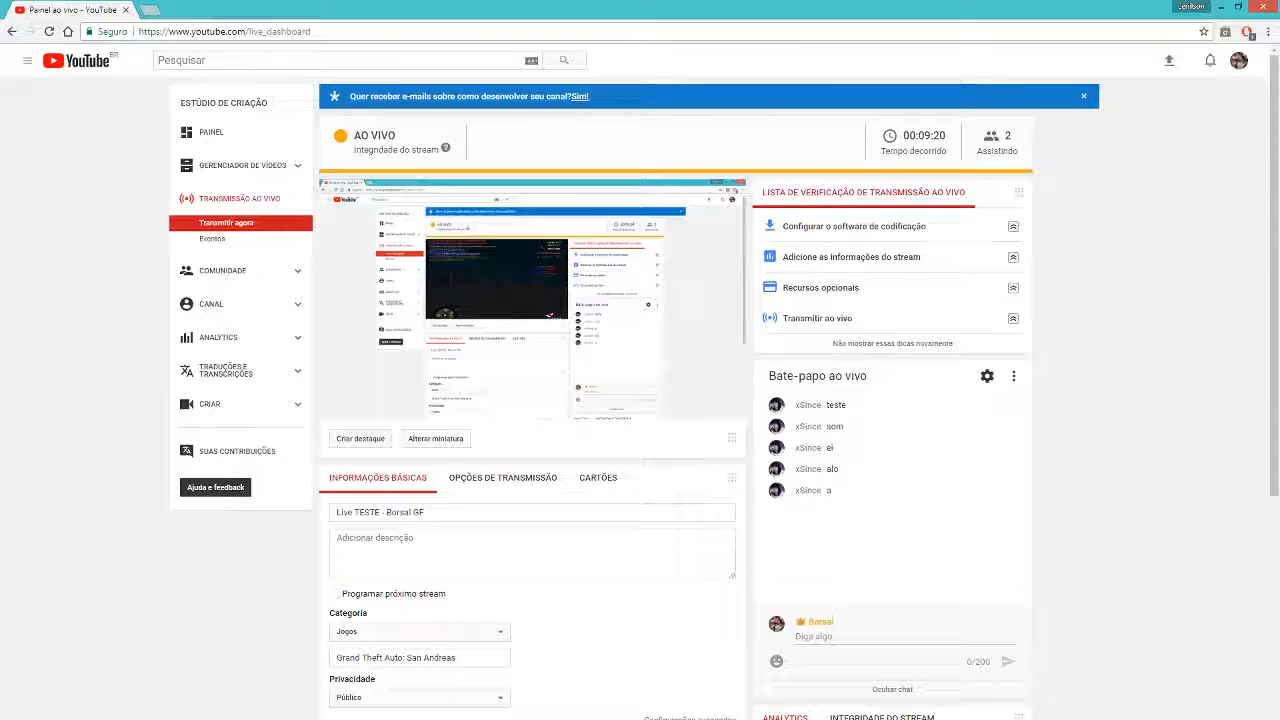 Painel ao vivo - YouTube
Lenilson
Seguro
https://www.youtube.com/live_dashboard
YouTube BR
Pesquisar
ESTÚDIO DE CRIAÇÃO
PAINEL
GERENCIADOR DE VÍDEOS
TRANSMISSÃO AO VIVO
Transmitir agora
Eventos
COMUNIDADE
CANAL
ANALYTICS
TRADUÇÕES E
TRANSCRIÇÕES
CRIAR
SUAS CONTRIBUIÇÕES
Ajuda e feedback
Quer receber e-mails sobre como desenvolver seu canal?Sim!
AO VIVO
Integridade do stream
00:09:20
Tempo decorrido
2
Assistindo
Criar destaque
Alterar miniatura
INFORMAÇÕES BÁSICAS
OPÇÕES DE TRANSMISSÃO
CARTÕES
Live TESTE - Borsal GF
Adicionar descrição
Programar próximo stream
Categoria
Jogos
Grand Theft Auto: San Andreas
Privacidade
Público
Configurações avançadas
LISTA DE VERIFICAÇÃO DE TRANSMISSÃO AO VIVO
Configurar o software de codificação
Adicione as informações do stream
Recursos opcionais
Transmitir ao vivo
Não mostrar essas dicas novamente
Bate-papo ao vivo
xSince teste
xSince som
xSince ei
xSince alo
xSince a
Borsal
Diga algo...
0/200
Ocultar chat
ANALYTICS
INTEGRIDADE DO STREAM